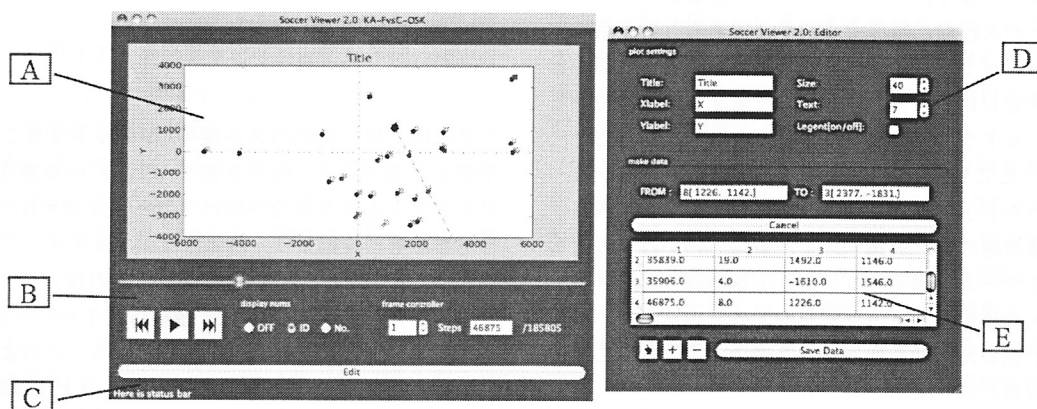 Soccer Viewer 2.0: KA-FvsC-OSK
Title
4000
3000
2000
1000
0
−1000
−2000
−3000
−4000
Y
−6000 −4000 −2000 0 2000 4000 6000
X
display nums
frame controller
OFF ID No.
1 Steps 46875 /185805
Edit
Here is status bar
A
B
C
Soccer Viewer 2.0: Editor
plot settings
Title: Title Size: 40
Xlabel: X Text: 7
Ylabel: Y Legent[on/off]:
make data
FROM : 8[ 1226. 1142.] TO : 3[ 2377. -1831.]
Cancel
1 2 3 4
2 35839.0 19.0 1492.0 1146.0
3 35906.0 4.0 -1610.0 1546.0
4 46875.0 8.0 1226.0 1142.0
+ −
Save Data
D
E